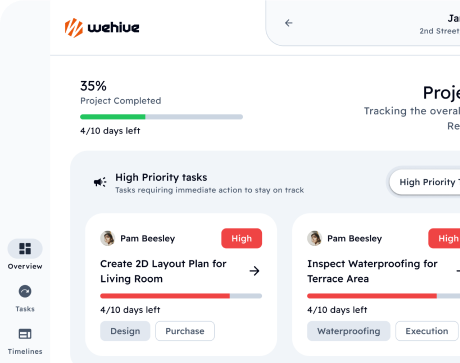 wehive
2nd Street
35%
Project Completed
4/10 days left
Tracking the overal
High Priority tasks
Tasks requiring immediate action to stay on track
High Priority
Pam Beesley
High
Create 2D Layout Plan for
Living Room
4/10 days left
Design
Purchase
Pam Beesley
High
Inspect Waterproofing for
Terrace Area
4/10 days left
Waterproofing
Execution
Overview
Tasks
Timelines